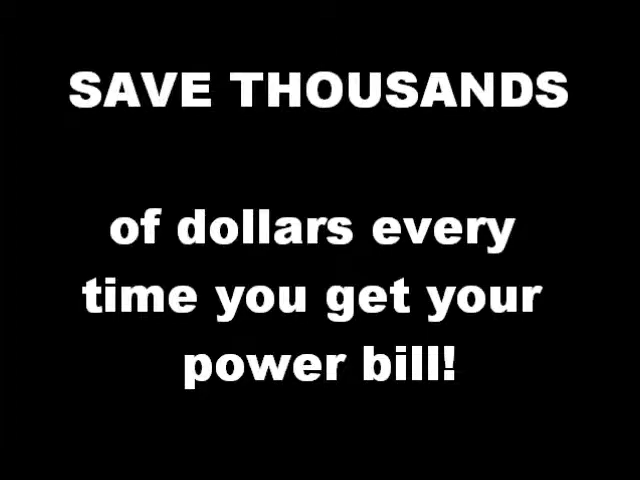 SAVE THOUSANDS
of dollars every
time you get your
power bill!